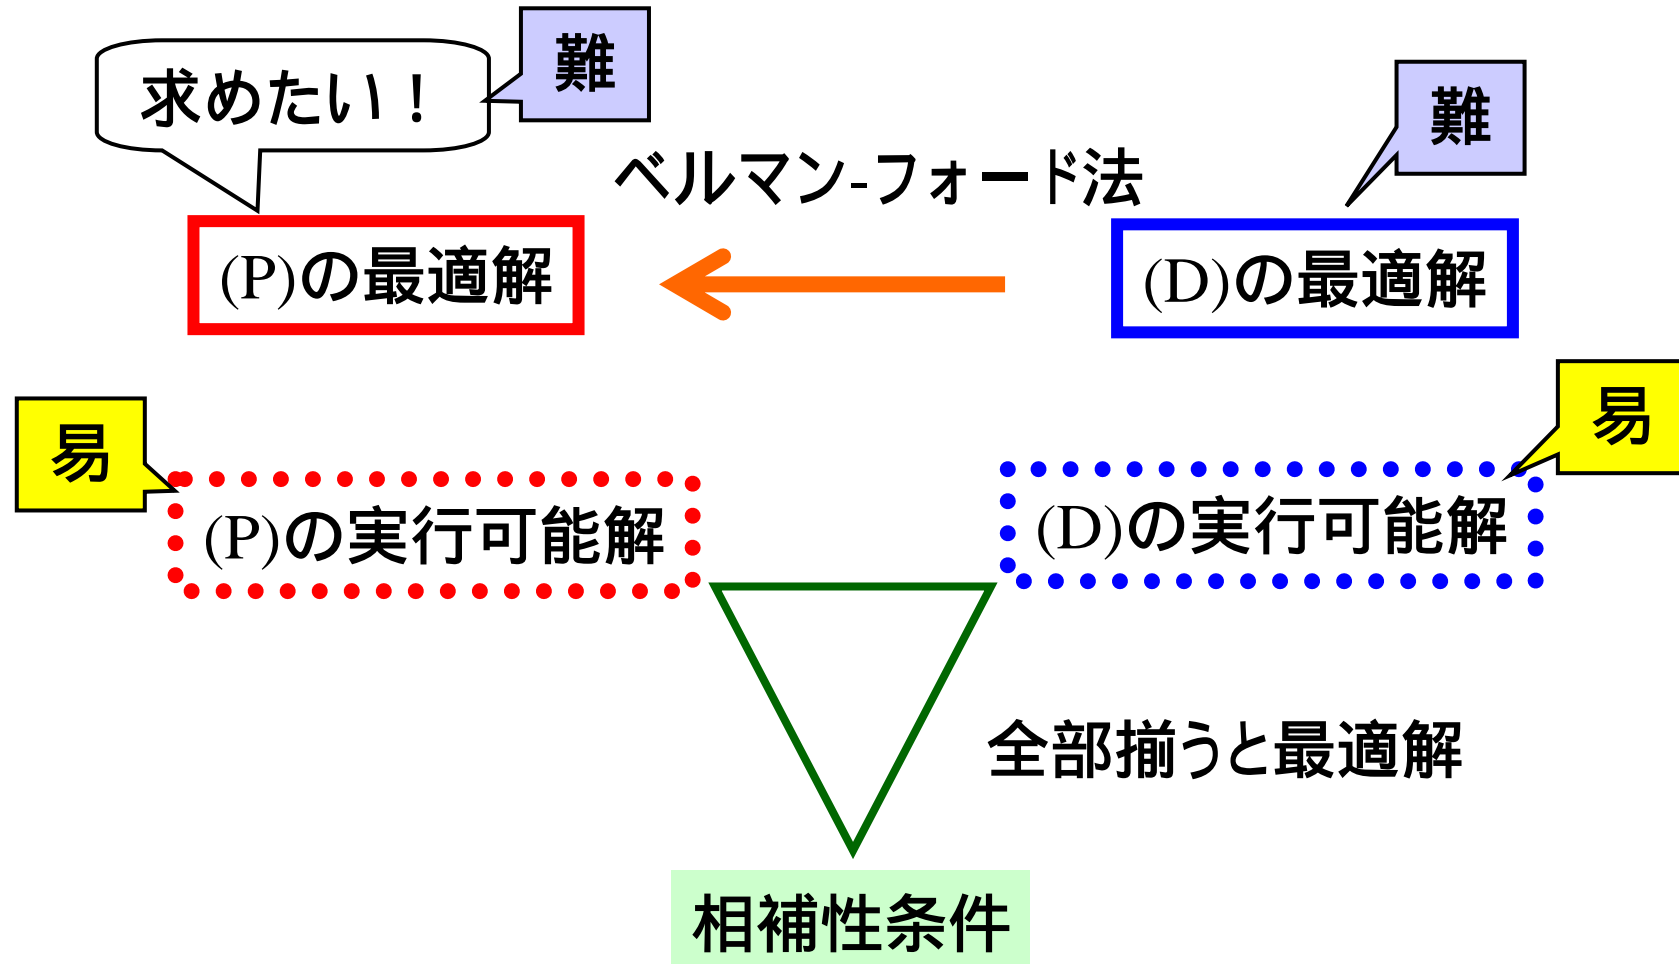 難
求めたい！
難
ベルマン-フォード法
(P)の最適解
(D)の最適解
易
易
(P)の実行可能解
(D)の実行可能解
全部揃うと最適解
相補性条件